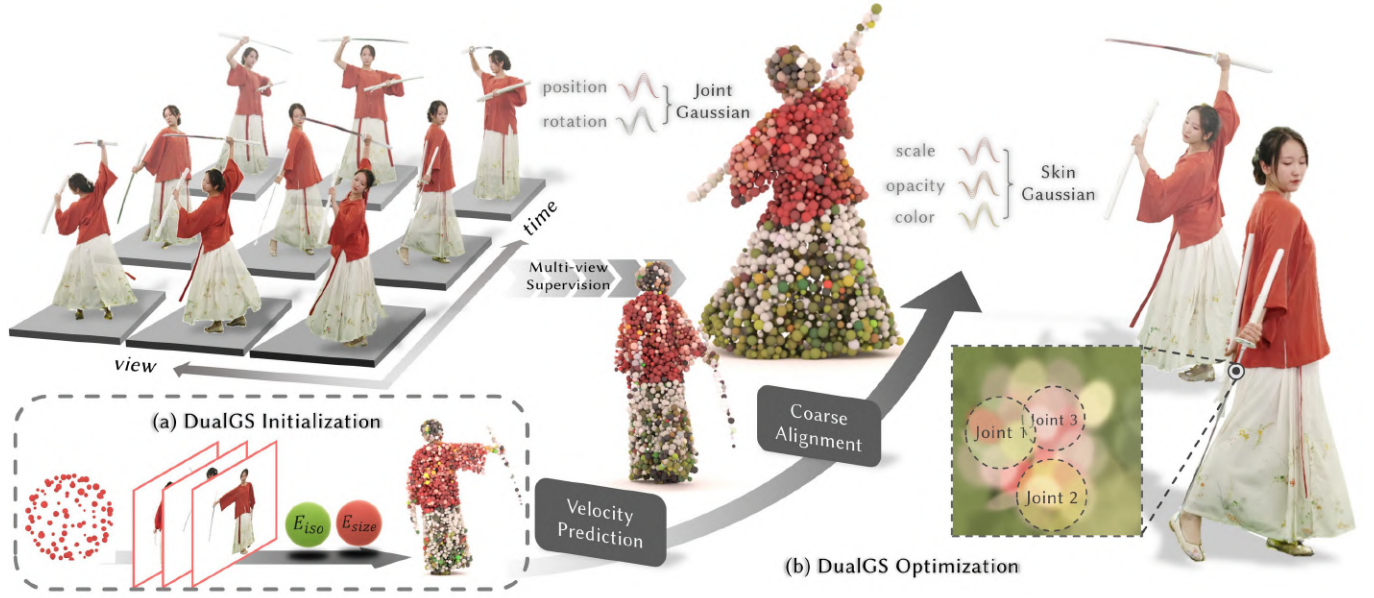 position
rotation
Joint
Gaussian
scale
opacity
color
Skin
Gaussian
time
view
Multi-view
Supervision
(a) DualGS Initialization
E_iso
E_size
Velocity
Prediction
Coarse
Alignment
Joint 1
Joint 3
Joint 2
(b) DualGS Optimization